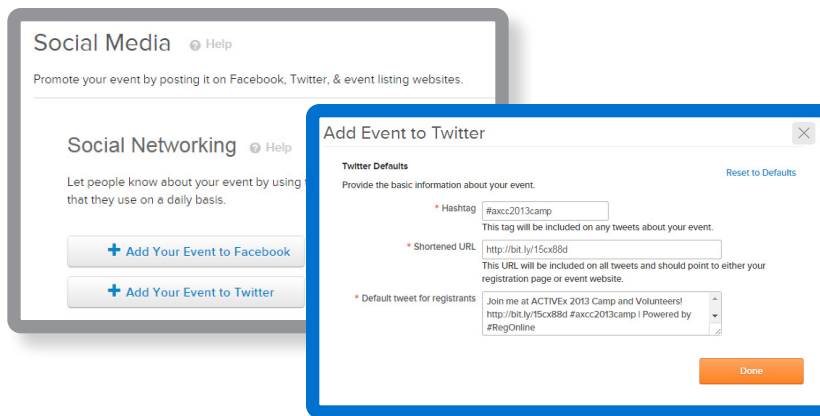 Social Media ? Help
Promote your event by posting it on Facebook, Twitter, & event listing websites.
Social Networking ? Help
Let people know about your event by using
that they use on a daily basis.
+ Add Your Event to Facebook
+ Add Your Event to Twitter
Add Event to Twitter
Twitter Defaults
Reset to Defaults
Provide the basic information about your event.
* Hashtag #axcc2013camp
This tag will be included on any tweets about your event.
* Shortened URL http://bit.ly/15cx88d
This URL will be included on all tweets and should point to either your
registration page or event website.
* Default tweet for registrants Join me at ACTIVEx 2013 Camp and Volunteers!
http://bit.ly/15cx88d #axcc2013camp | Powered by
#RegOnline
Done